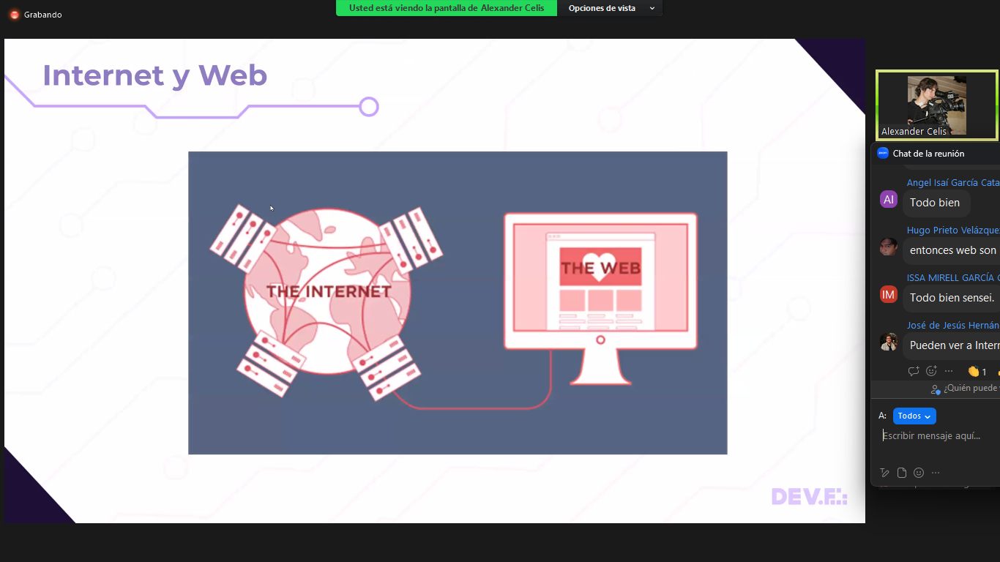 Grabando
Usted está viendo la pantalla de Alexander Celis
Opciones de vista
Internet y Web
THE INTERNET
THE WEB
DEV.F
Alexander Celis
zoom
Chat de la reunión
Angel Isaí García Cata
AI
Todo bien
Hugo Prieto Velázque
entonces web son
ISSA MIRELL GARCÍA
IM
Todo bien sensei.
José de Jesús Hernán
Pueden ver a Inter
👏 1
¿Quién puede
A:
Todos
Escribir mensaje aquí...